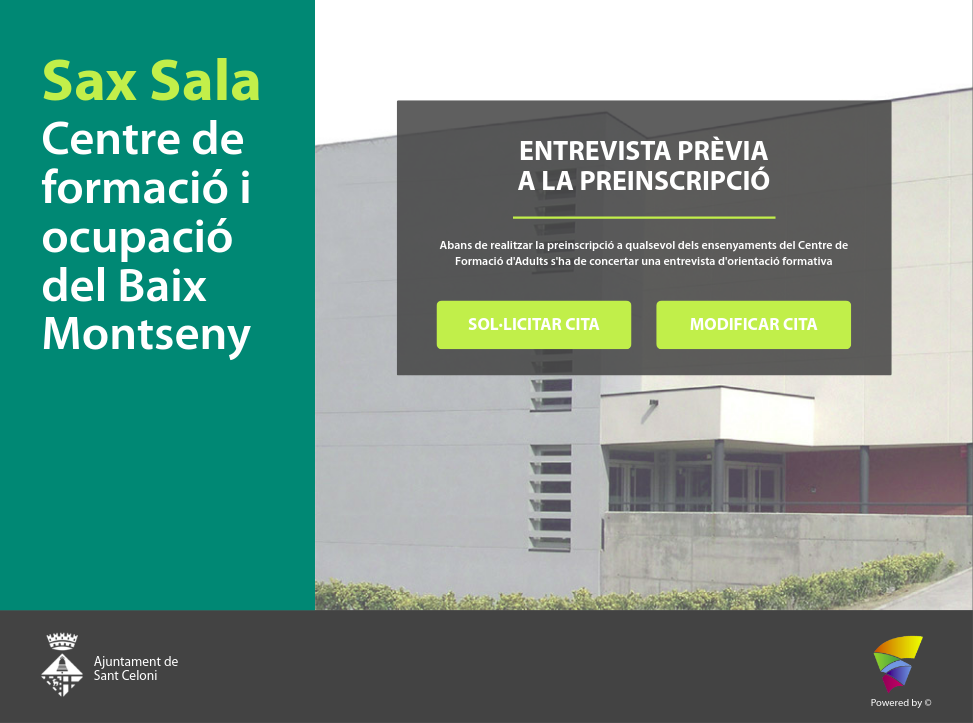 Sax Sala
Centre de
formació i
ocupació
del Baix
Montseny
ENTREVISTA PRÈVIA
A LA PREINSCRIPCIÓ
Abans de realitzar la preinscripció a qualsevol dels ensenyaments del Centre de
Formació d'Adults s'ha de concertar una entrevista d'orientació formativa
SOL·LICITAR CITA
MODIFICAR CITA
Ajuntament de
Sant Celoni
Powered by ©